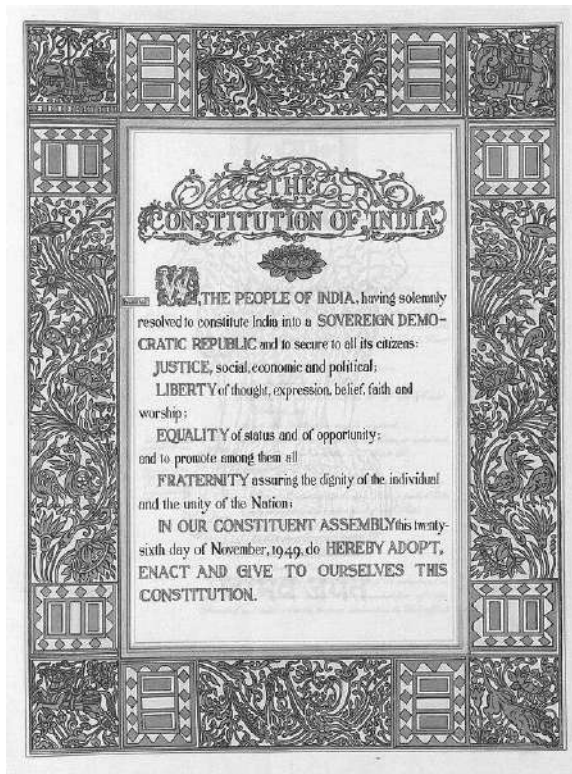 THE
CONSTITUTION OF INDIA
WE, THE PEOPLE OF INDIA, having solemnly
resolved to constitute India into a SOVEREIGN DEMO-
CRATIC REPUBLIC and to secure to all its citizens:
JUSTICE, social, economic and political;
LIBERTY of thought, expression, belief, faith and
worship;
EQUALITY of status and of opportunity;
and to promote among them all
FRATERNITY assuring the dignity of the individual
and the unity of the Nation;
IN OUR CONSTITUENT ASSEMBLY this twenty-
sixth day of November, 1949, do HEREBY ADOPT,
ENACT AND GIVE TO OURSELVES THIS
CONSTITUTION.